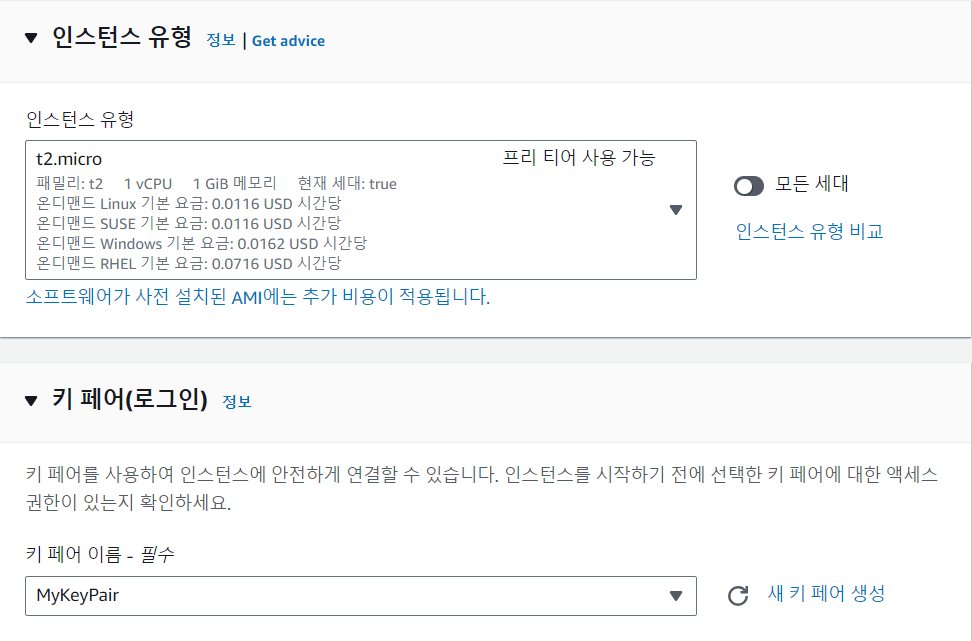 인스턴스 유형 정보 | Get advice
인스턴스 유형
t2.micro 프리 티어 사용 가능
패밀리: t2 1 vCPU 1 GiB 메모리 현재 세대: true
온디맨드 Linux 기본 요금: 0.0116 USD 시간당
온디맨드 SUSE 기본 요금: 0.0116 USD 시간당
온디맨드 Windows 기본 요금: 0.0162 USD 시간당
온디맨드 RHEL 기본 요금: 0.0716 USD 시간당
모든 세대
인스턴스 유형 비교
소프트웨어가 사전 설치된 AMI에는 추가 비용이 적용됩니다.
키 페어(로그인) 정보
키 페어를 사용하여 인스턴스에 안전하게 연결할 수 있습니다. 인스턴스를 시작하기 전에 선택한 키 페어에 대한 액세스
권한이 있는지 확인하세요.
키 페어 이름 - 필수
MyKeyPair 새 키 페어 생성